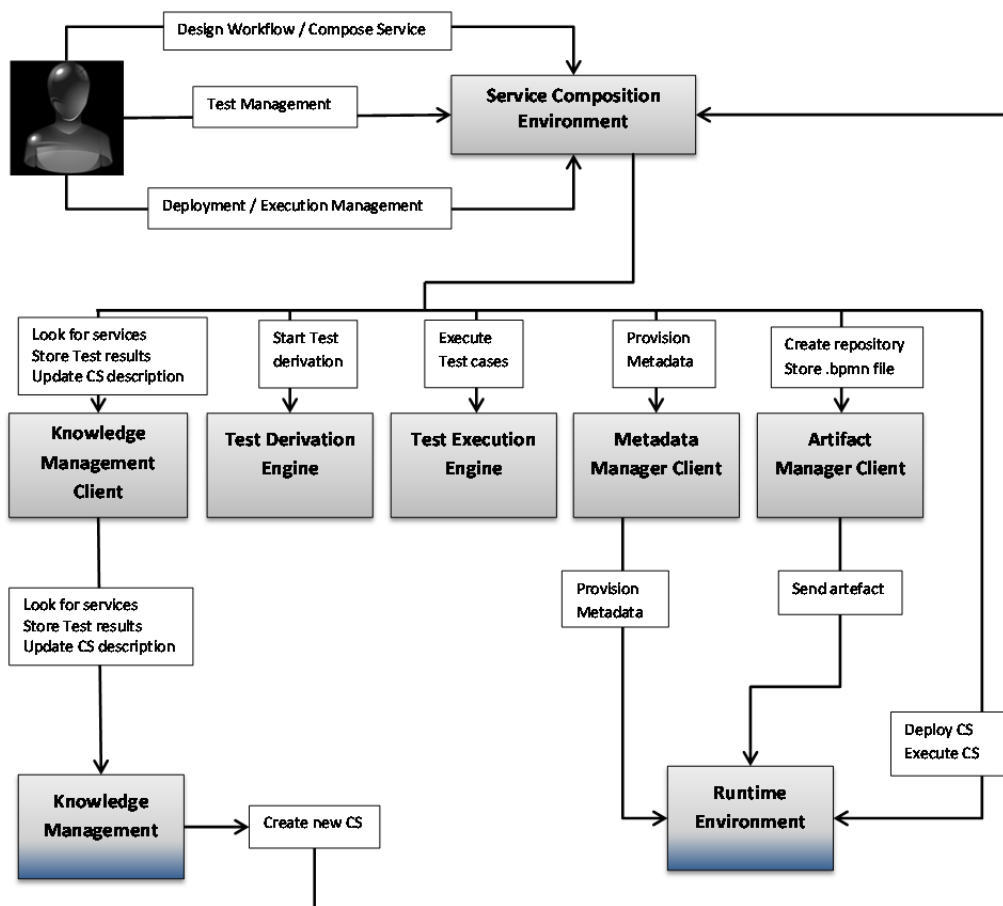 Design Workflow / Compose Service
Test Management
Service Composition
Environment
Deployment / Execution Management
Look for services
Store Test results
Update CS description
Start Test
derivation
Execute
Test cases
Provision
Metadata
Create repository
Store .bpmn file
Knowledge
Management
Client
Test Derivation
Engine
Test Execution
Engine
Metadata
Manager Client
Artifact
Manager Client
Look for services
Store Test results
Update CS description
Provision
Metadata
Send artefact
Deploy CS
Execute CS
Knowledge
Management
Create new CS
Runtime
Environment